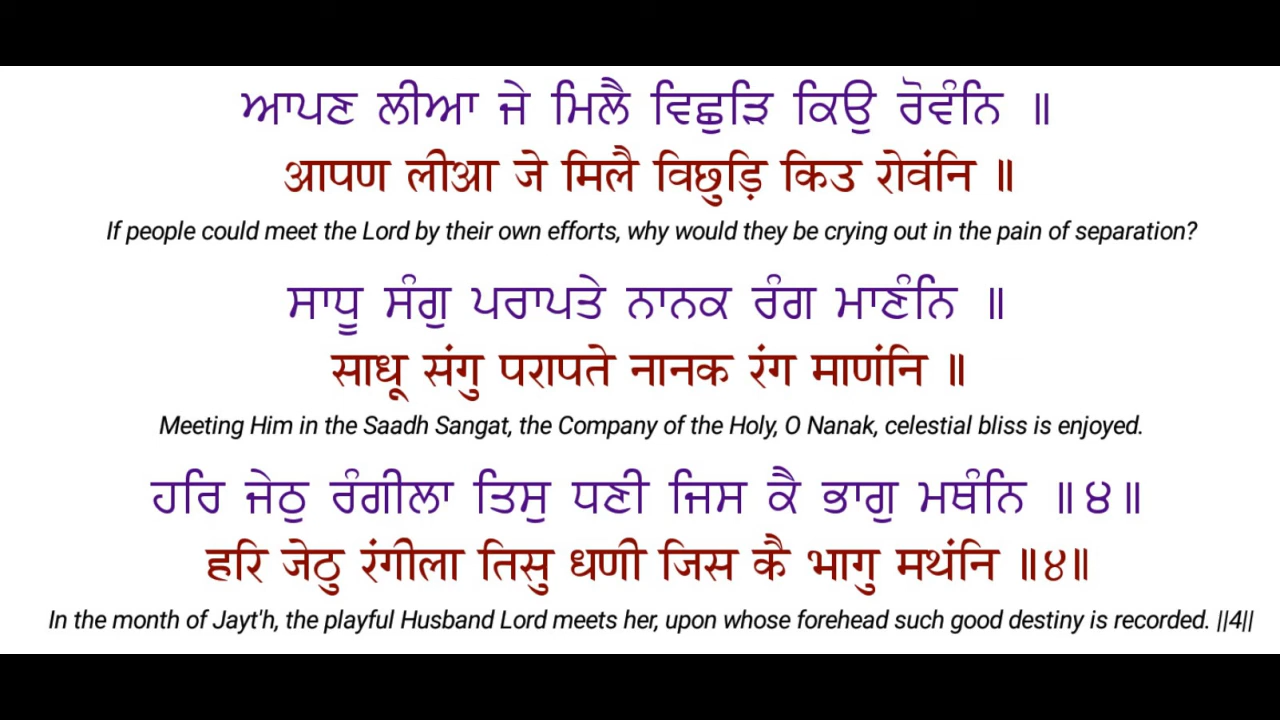 ਆਪਣ ਲੀਆ ਜੇ ਮਿਲੈ ਵਿਛੁੜਿ ਕਿਉ ਰੋਵੰਨਿ ॥
आपण लीआ जे मिलै विछुड़ि किउ रोवंनि ॥
If people could meet the Lord by their own efforts, why would they be crying out in the pain of separation?
ਸਾਧੂ ਸੰਗੁ ਪਰਾਪਤੇ ਨਾਨਕ ਰੰਗ ਮਾਣੰਨਿ ॥
साधू संगु परापते नानक रंग माणंनि ॥
Meeting Him in the Saadh Sangat, the Company of the Holy, O Nanak, celestial bliss is enjoyed.
ਹਰਿ ਜੇਠੁ ਰੰਗੀਲਾ ਤਿਸੁ ਧਣੀ ਜਿਸ ਕੈ ਭਾਗੁ ਮਥੰਨਿ ॥੪॥
हरि जेठु रंगीला तिसु धणी जिस कै भागु मथंनि ॥४॥
In the month of Jayt'h, the playful Husband Lord meets her, upon whose forehead such good destiny is recorded. ||4||